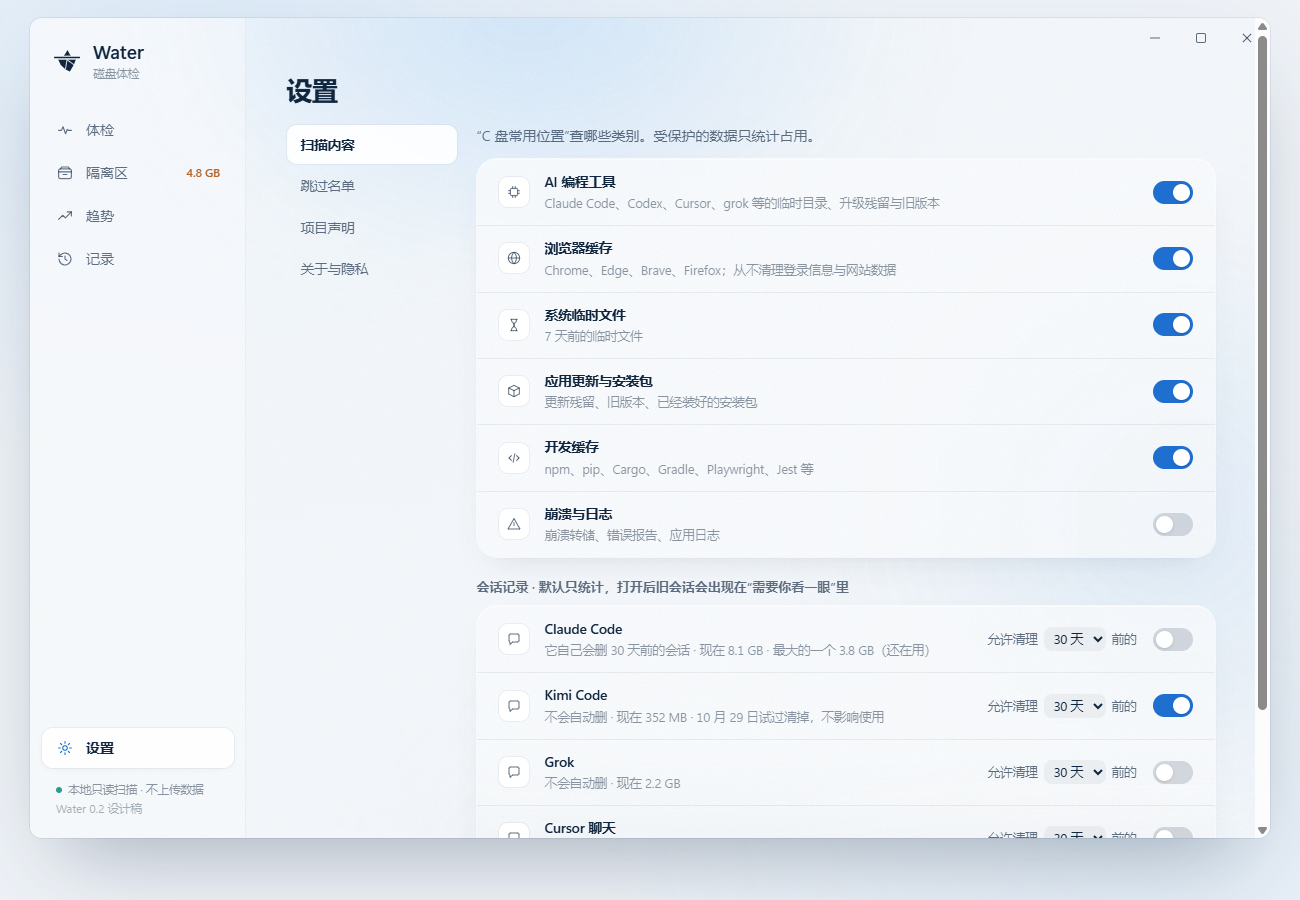 Water
磁盘体检
体检
隔离区 4.8 GB
趋势
记录
设置
本地只读扫描 · 不上传数据
Water 0.2 设计稿
设置
扫描内容
跳过名单
项目声明
关于与隐私
“C 盘常用位置”查哪些类别。受保护的数据只统计占用。
AI 编程工具
Claude Code、Codex、Cursor、grok 等的临时目录、升级残留与旧版本
浏览器缓存
Chrome、Edge、Brave、Firefox；从不清理登录信息与网站数据
系统临时文件
7 天前的临时文件
应用更新与安装包
更新残留、旧版本、已经装好的安装包
开发缓存
npm、pip、Cargo、Gradle、Playwright、Jest 等
崩溃与日志
崩溃转储、错误报告、应用日志
会话记录 · 默认只统计，打开后旧会话会出现在“需要你看一眼”里
Claude Code
它自己会删 30 天前的会话 · 现在 8.1 GB · 最大的一个 3.8 GB（还在用）
允许清理 30 天 前的
Kimi Code
不会自动删 · 现在 352 MB · 10 月 29 日试过清掉，不影响使用
允许清理 30 天 前的
Grok
不会自动删 · 现在 2.2 GB
允许清理 30 天 前的
Cursor 聊天
允许清理 30 天 前的